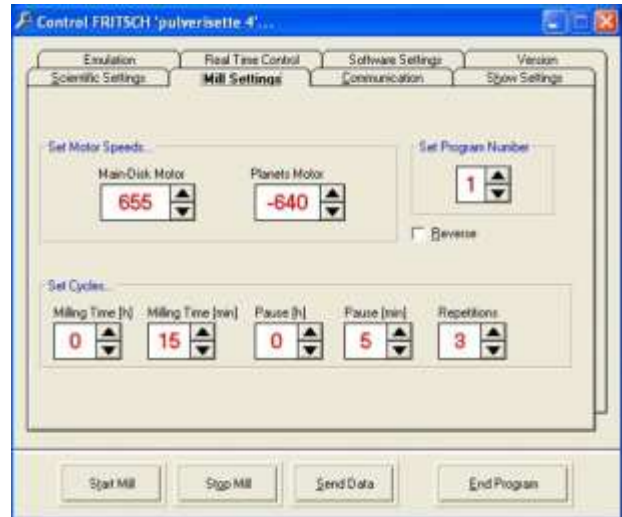 Control FRITSCH 'pulverisette 4'...
Emulation Real Time Control Software Settings Version
Scientific Settings Mill Settings Communication Show Settings
Set Motor Speeds... Set Program Number
Main-Disk Motor Planets Motor
655 -640 1
Reverse
Set Cycles...
Milling Time [h] Milling Time [min] Pause [h] Pause [min] Repetitions
0 15 0 5 3
Start Mill Stop Mill Send Data End Program